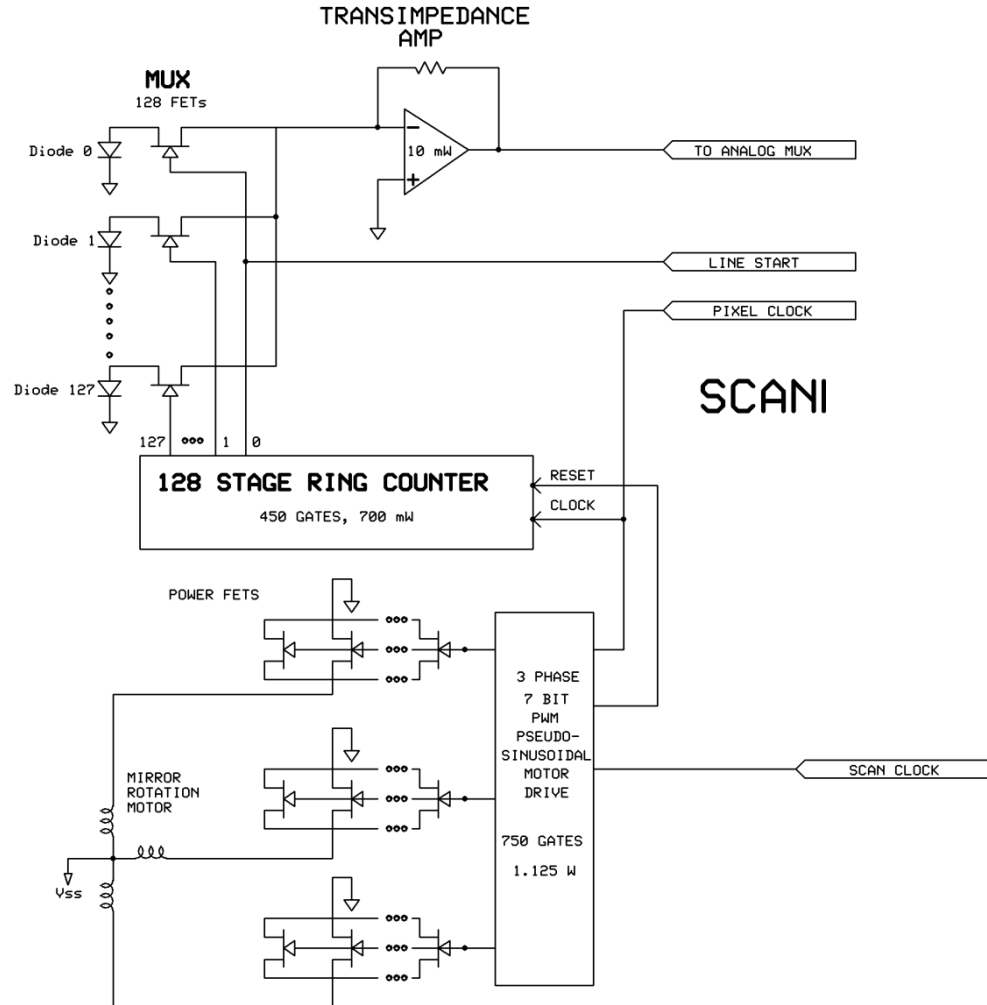 TRANSIMPEDANCE
AMP
MUX
128 FETs
Diode 0
10 mW
TO ANALOG MUX
Diode 1
LINE START
PIXEL CLOCK
Diode 127
SCANI
127
1
0
128 STAGE RING COUNTER
450 GATES, 700 mW
RESET
CLOCK
POWER FETS
3 PHASE
7 BIT
PWM
PSEUDO-
SINUSOIDAL
MOTOR
DRIVE
750 GATES
1.125 W
SCAN CLOCK
MIRROR
ROTATION
MOTOR
Vss